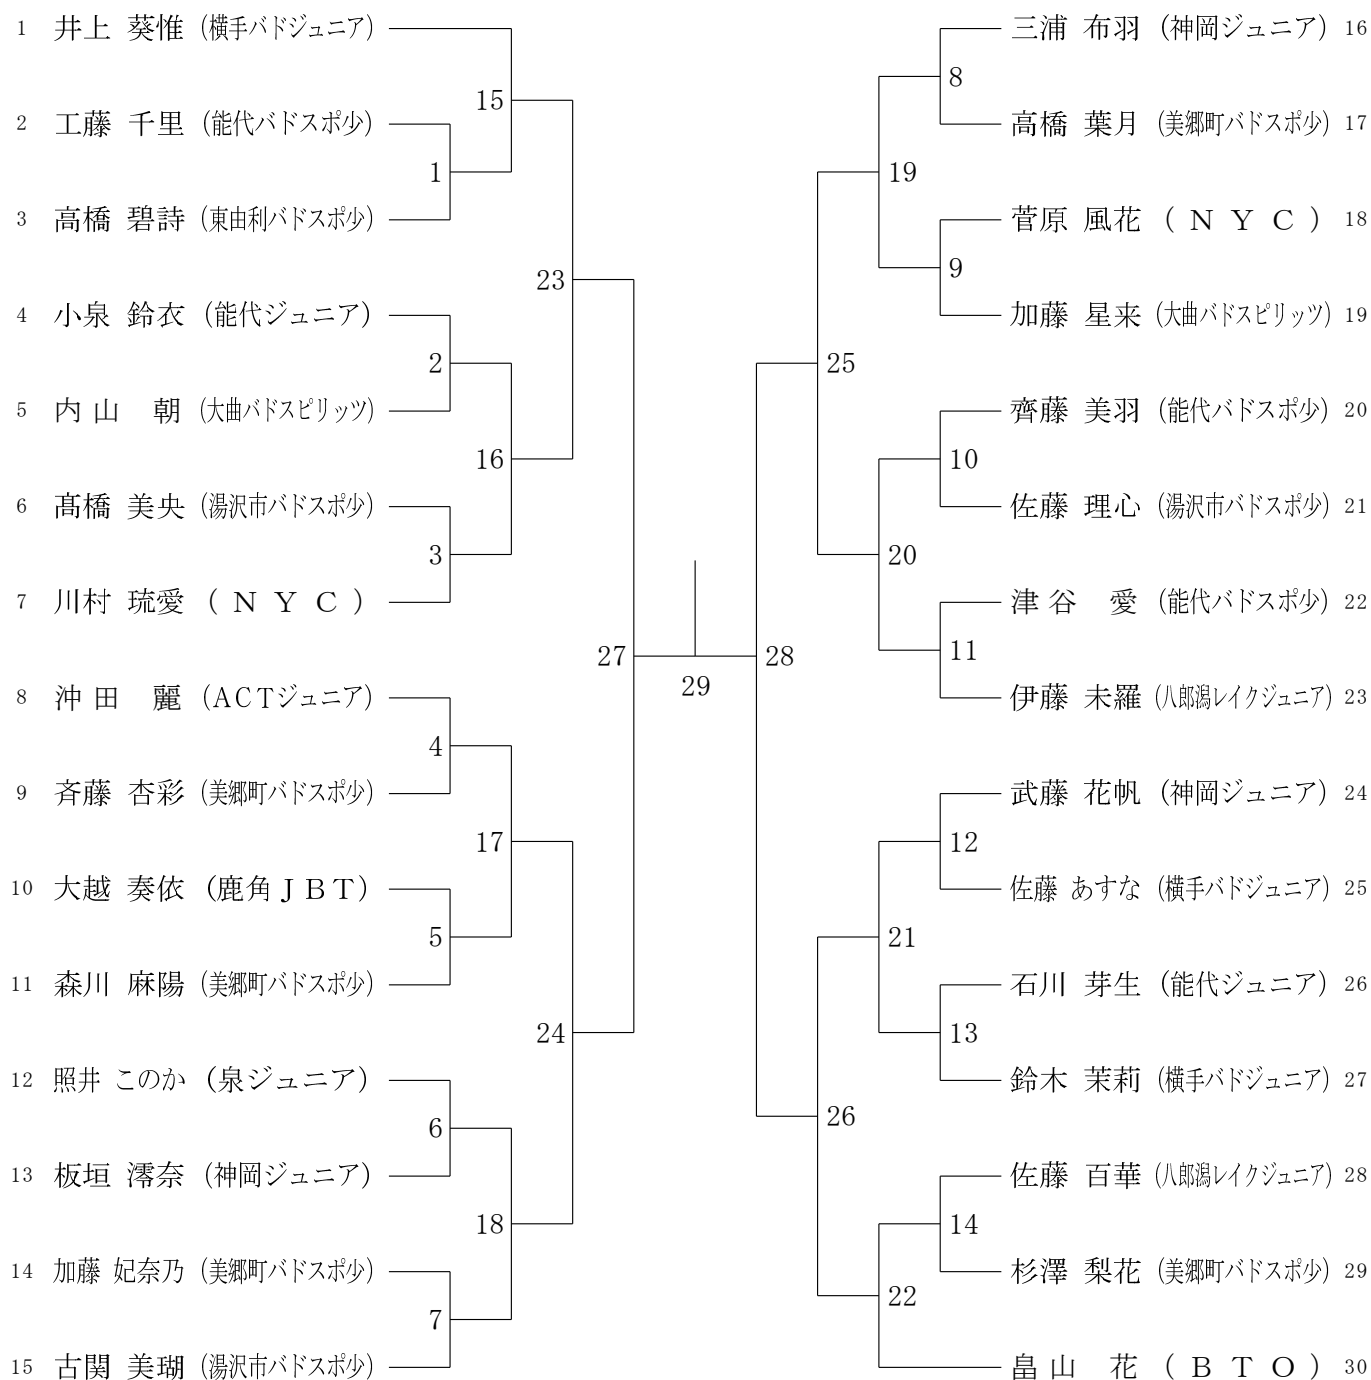 1 井上 葵惟 (横手バドジュニア)
15
2 工藤 千里 (能代バドスポ少)
1
3 高橋 碧詩 (東由利バドスポ少)
23
4 小泉 鈴衣 (能代ジュニア)
2
5 内山 朝 (大曲バドスピリッツ)
16
6 髙橋 美央 (湯沢市バドスポ少)
3
7 川村 琉愛 (NYC)
27
8 沖田 麗 (ACTジュニア)
4
9 斉藤 杏彩 (美郷町バドスポ少)
17
10 大越 奏依 (鹿角JBT)
5
11 森川 麻陽 (美郷町バドスポ少)
24
12 照井 このか (泉ジュニア)
6
13 板垣 澪奈 (神岡ジュニア)
18
14 加藤 妃奈乃 (美郷町バドスポ少)
7
15 古関 美瑚 (湯沢市バドスポ少)
29
三浦 布羽 (神岡ジュニア) 16
8
高橋 葉月 (美郷町バドスポ少) 17
19
菅原 風花 (NYC) 18
9
加藤 星来 (大曲バドスピリッツ) 19
25
齊藤 美羽 (能代バドスポ少) 20
10
佐藤 理心 (湯沢市バドスポ少) 21
20
津谷 愛 (能代バドスポ少) 22
11
伊藤 未羅 (八郎潟レイクジュニア) 23
28
武藤 花帆 (神岡ジュニア) 24
12
佐藤 あすな (横手バドジュニア) 25
21
石川 芽生 (能代ジュニア) 26
13
鈴木 茉莉 (横手バドジュニア) 27
26
佐藤 百華 (八郎潟レイクジュニア) 28
14
杉澤 梨花 (美郷町バドスポ少) 29
22
畠山 花 (BTO) 30